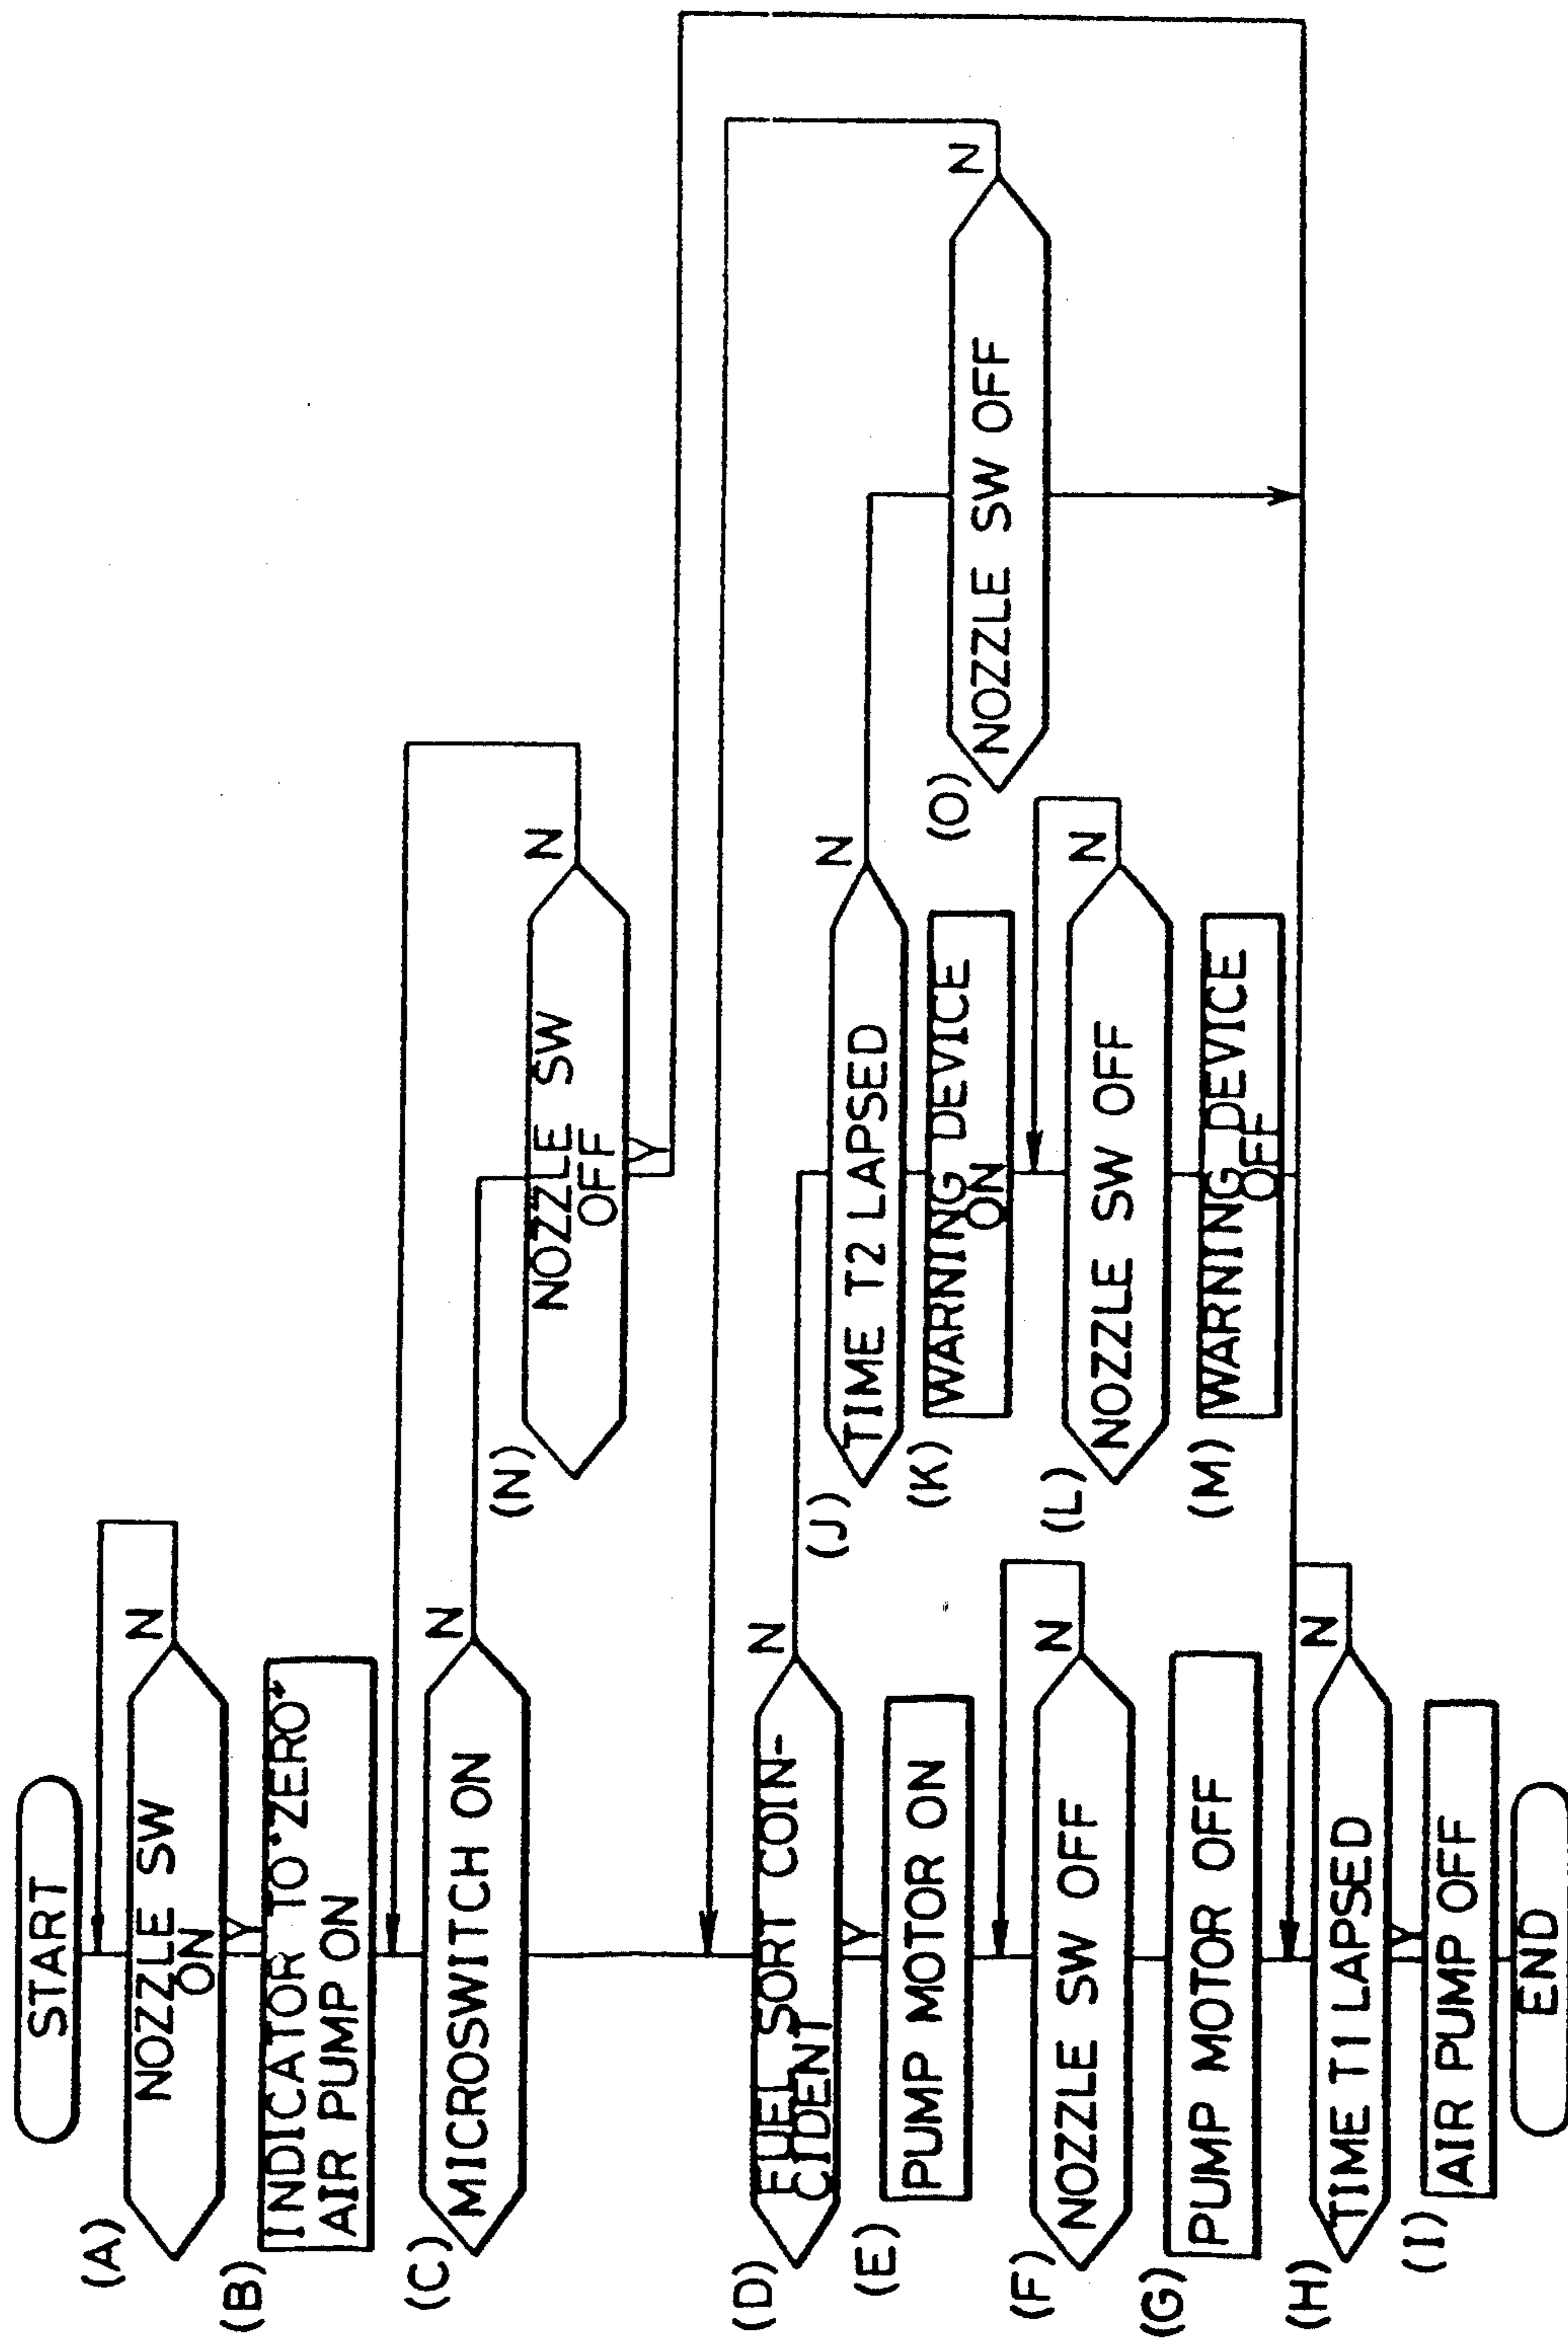 START
(A)
NOZZLE SW
ON
N
Y
(B)
INDICATOR TO "ZERO"
AIR PUMP ON
(C)
MICROSWITCH ON
N
(N)
NOZZLE SW
OFF
N
Y
(D)
FUEL SORT COIN-
CIDENT
N
Y
(E)
PUMP MOTOR ON
(F)
NOZZLE SW OFF
N
(G)
PUMP MOTOR OFF
(H)
TIME T1 LAPSED
N
Y
(I)
AIR PUMP OFF
END
(J)
TIME T2 LAPSED
N
(K)
WARNING DEVICE
ON
(L)
NOZZLE SW OFF
N
(M)
WARNING DEVICE
OFF
(O)
NOZZLE SW OFF
N